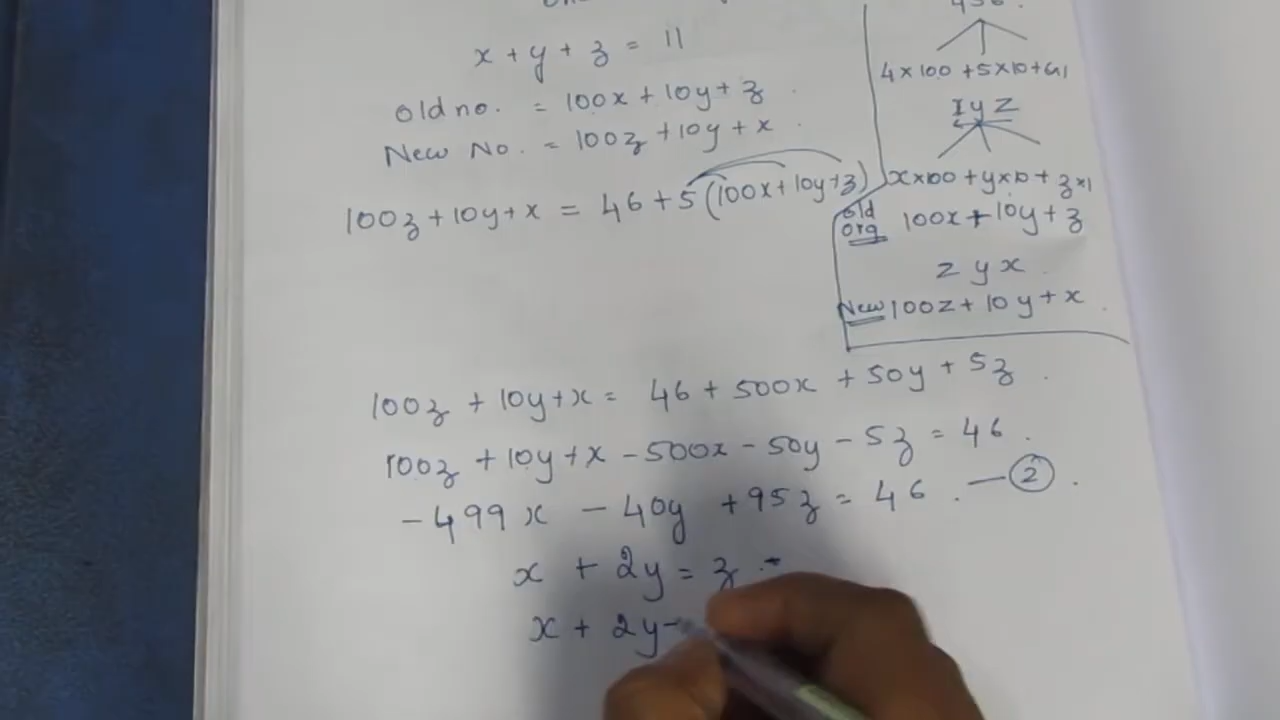 x + y + z = 11
old no. = 100x + 10y + z
New No. = 100z + 10y + x
100z + 10y + x = 46 + 5 (100x + 10y + z)
4 x 100 + 5 x 10 + 6x1
x y z
x x 100 + y x 10 + z x 1
old
org 100x + 10y + z
z y x
New 100z + 10y + x
100z + 10y + x = 46 + 500x + 50y + 5z
100z + 10y + x - 500x - 50y - 5z = 46
- 499x - 40y + 95z = 46 . — 2 .
x + 2y = z
x + 2y -